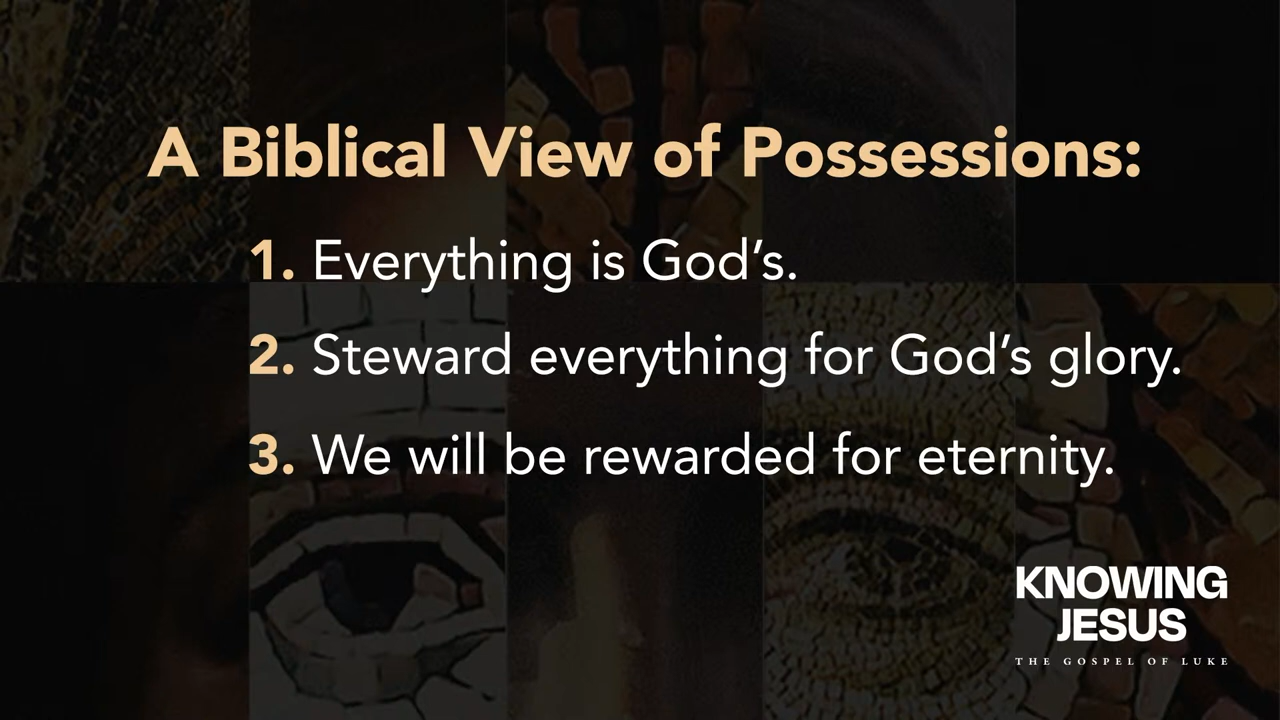 A Biblical View of Possessions:
1. Everything is God’s.
2. Steward everything for God’s glory.
3. We will be rewarded for eternity.
KNOWING
JESUS
THE GOSPEL OF LUKE